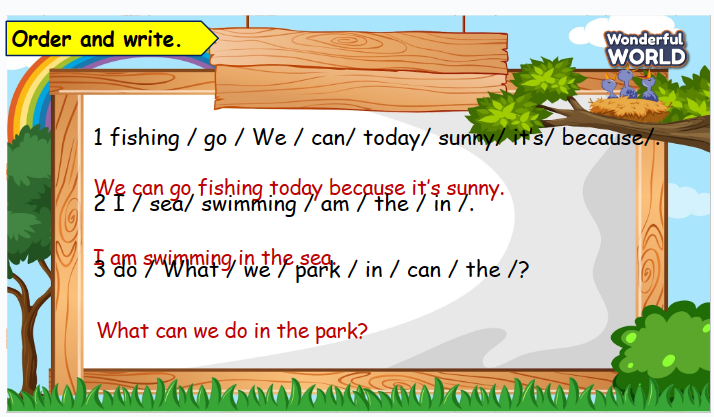 Order and write.
Wonderful
WORLD
1 fishing / go / We / can/ today/ sunny/ it's/ because/.
We can go fishing today because it's sunny.
2 I / sea/ swimming / am / the / in /.
I am swimming in the sea.
3 do / What / we / park / in / can / the /?
What can we do in the park?